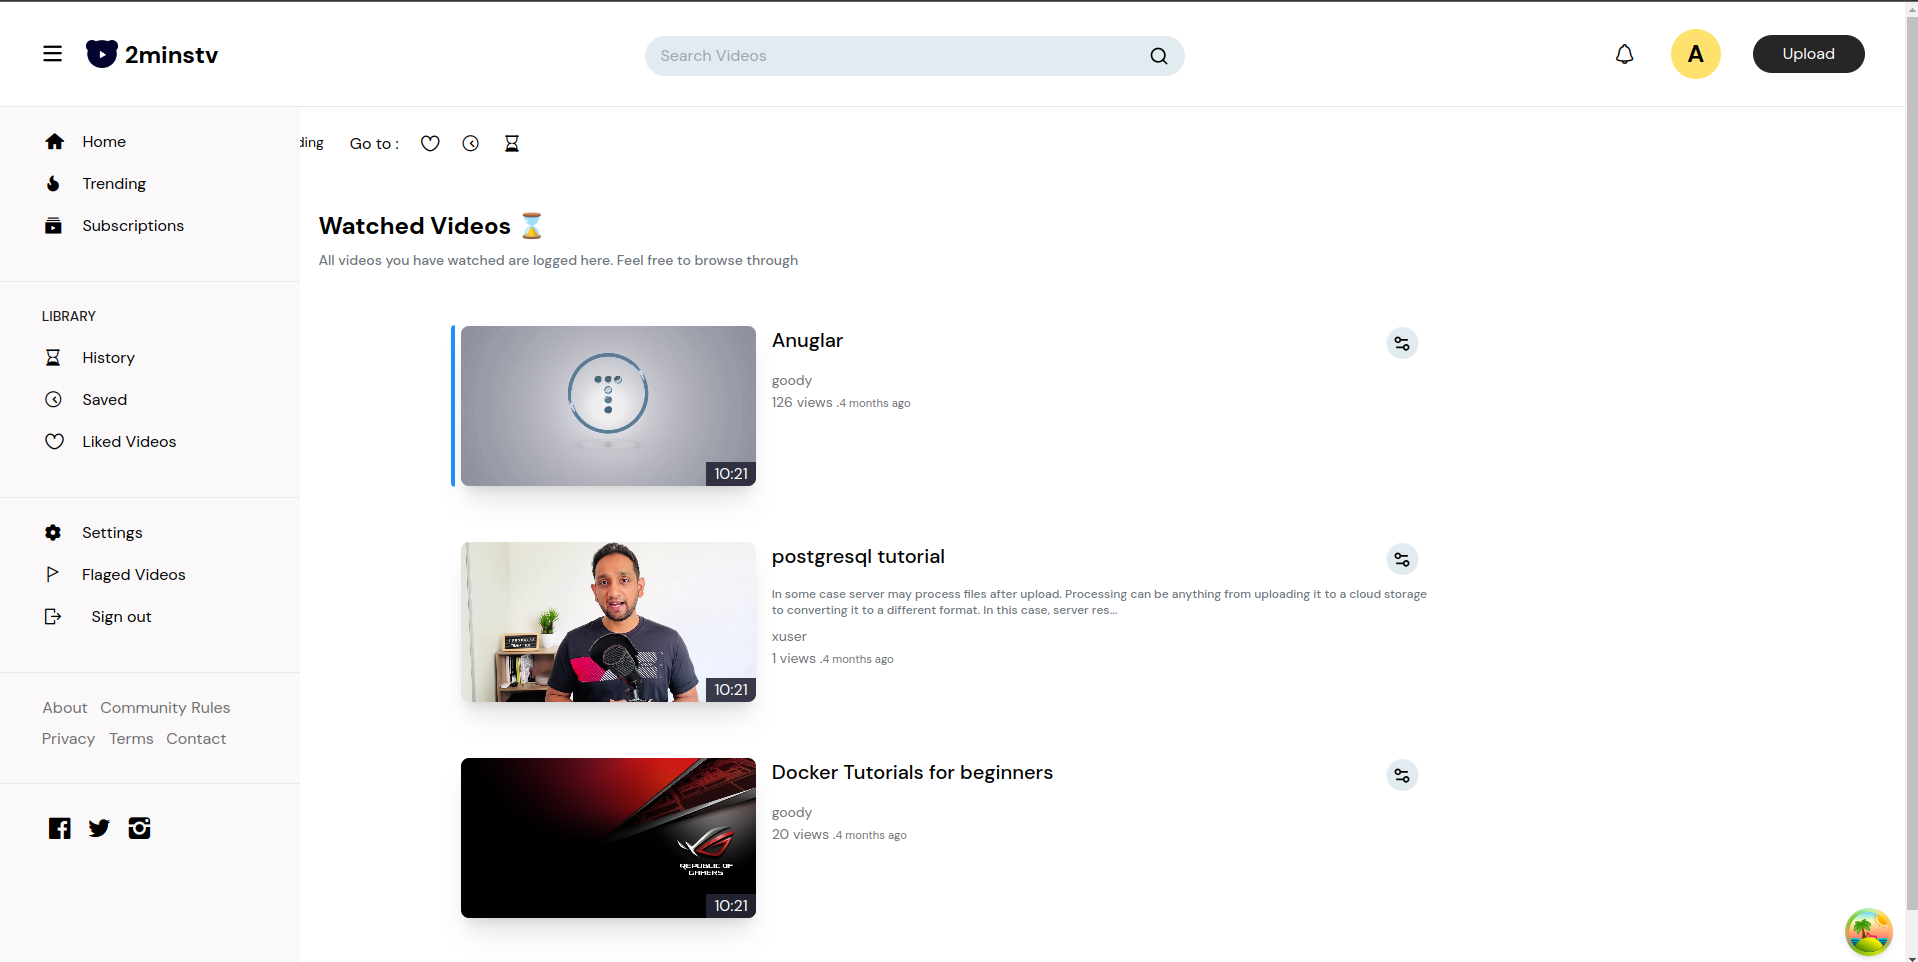 2minstv
Search Videos
A
Upload
Home
Trending
Subscriptions
LIBRARY
History
Saved
Liked Videos
Settings
Flaged Videos
Sign out
About Community Rules
Privacy Terms Contact
ding Go to :
Watched Videos
All videos you have watched are logged here. Feel free to browse through
10:21
Anuglar
goody
126 views .4 months ago
10:21
postgresql tutorial
In some case server may process files after upload. Processing can be anything from uploading it to a cloud storage
to converting it to a different format. In this case, server res...
xuser
1 views .4 months ago
REPUBLIC OF
GAMERS
10:21
Docker Tutorials for beginners
goody
20 views .4 months ago